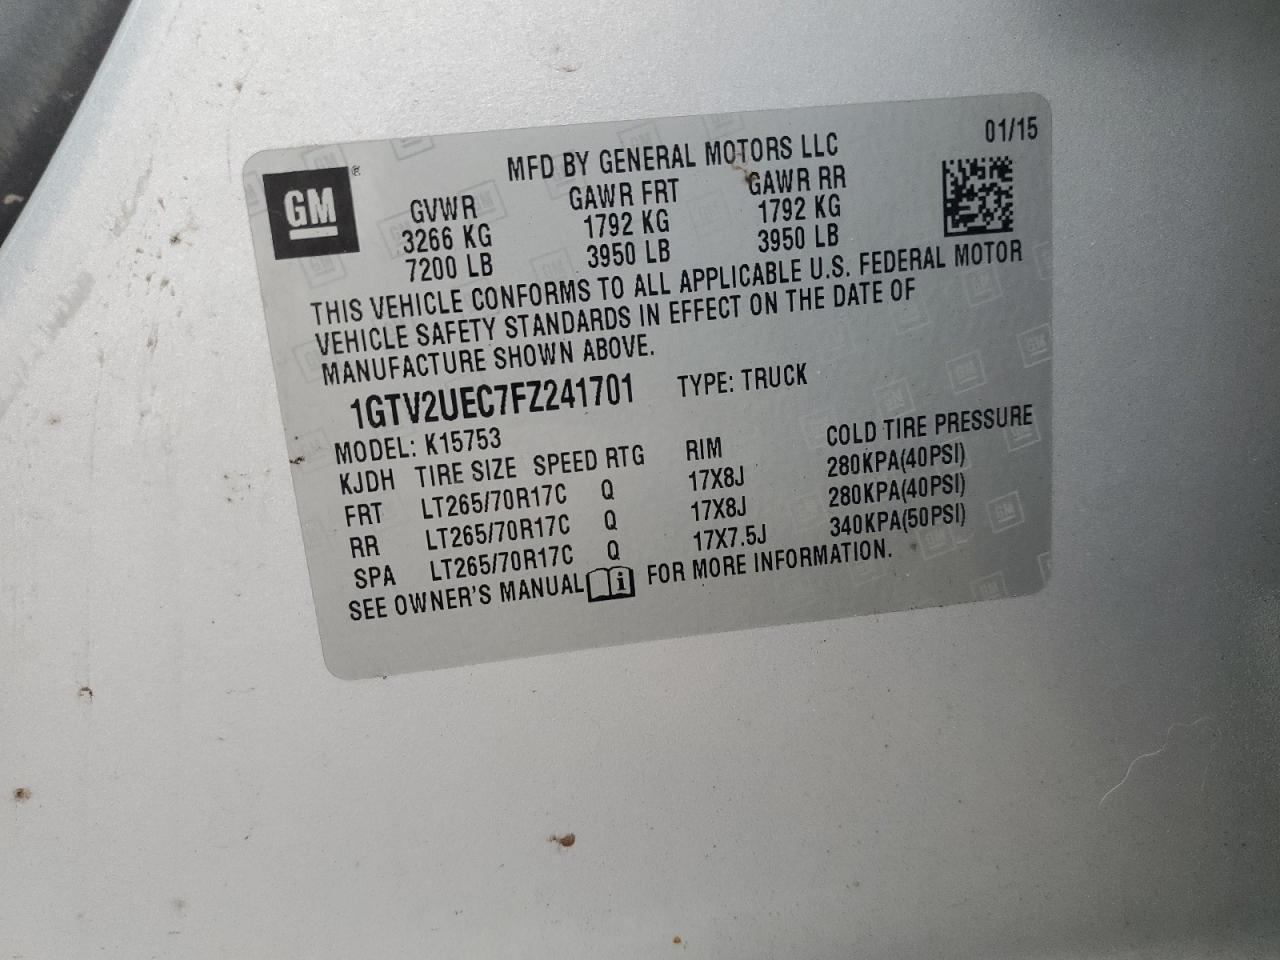 GM ®
MFD BY GENERAL MOTORS LLC 01/15
GVWR GAWR FRT GAWR RR
3266 KG 1792 KG 1792 KG
7200 LB 3950 LB 3950 LB
THIS VEHICLE CONFORMS TO ALL APPLICABLE U.S. FEDERAL MOTOR
VEHICLE SAFETY STANDARDS IN EFFECT ON THE DATE OF
MANUFACTURE SHOWN ABOVE.
1GTV2UEC7FZ241701 TYPE: TRUCK
MODEL: K15753
KJDH TIRE SIZE SPEED RTG RIM COLD TIRE PRESSURE
FRT LT265/70R17C Q 17X8J 280KPA(40PSI)
RR LT265/70R17C Q 17X8J 280KPA(40PSI)
SPA LT265/70R17C Q 17X7.5J 340KPA(50PSI)
SEE OWNER'S MANUAL i FOR MORE INFORMATION.